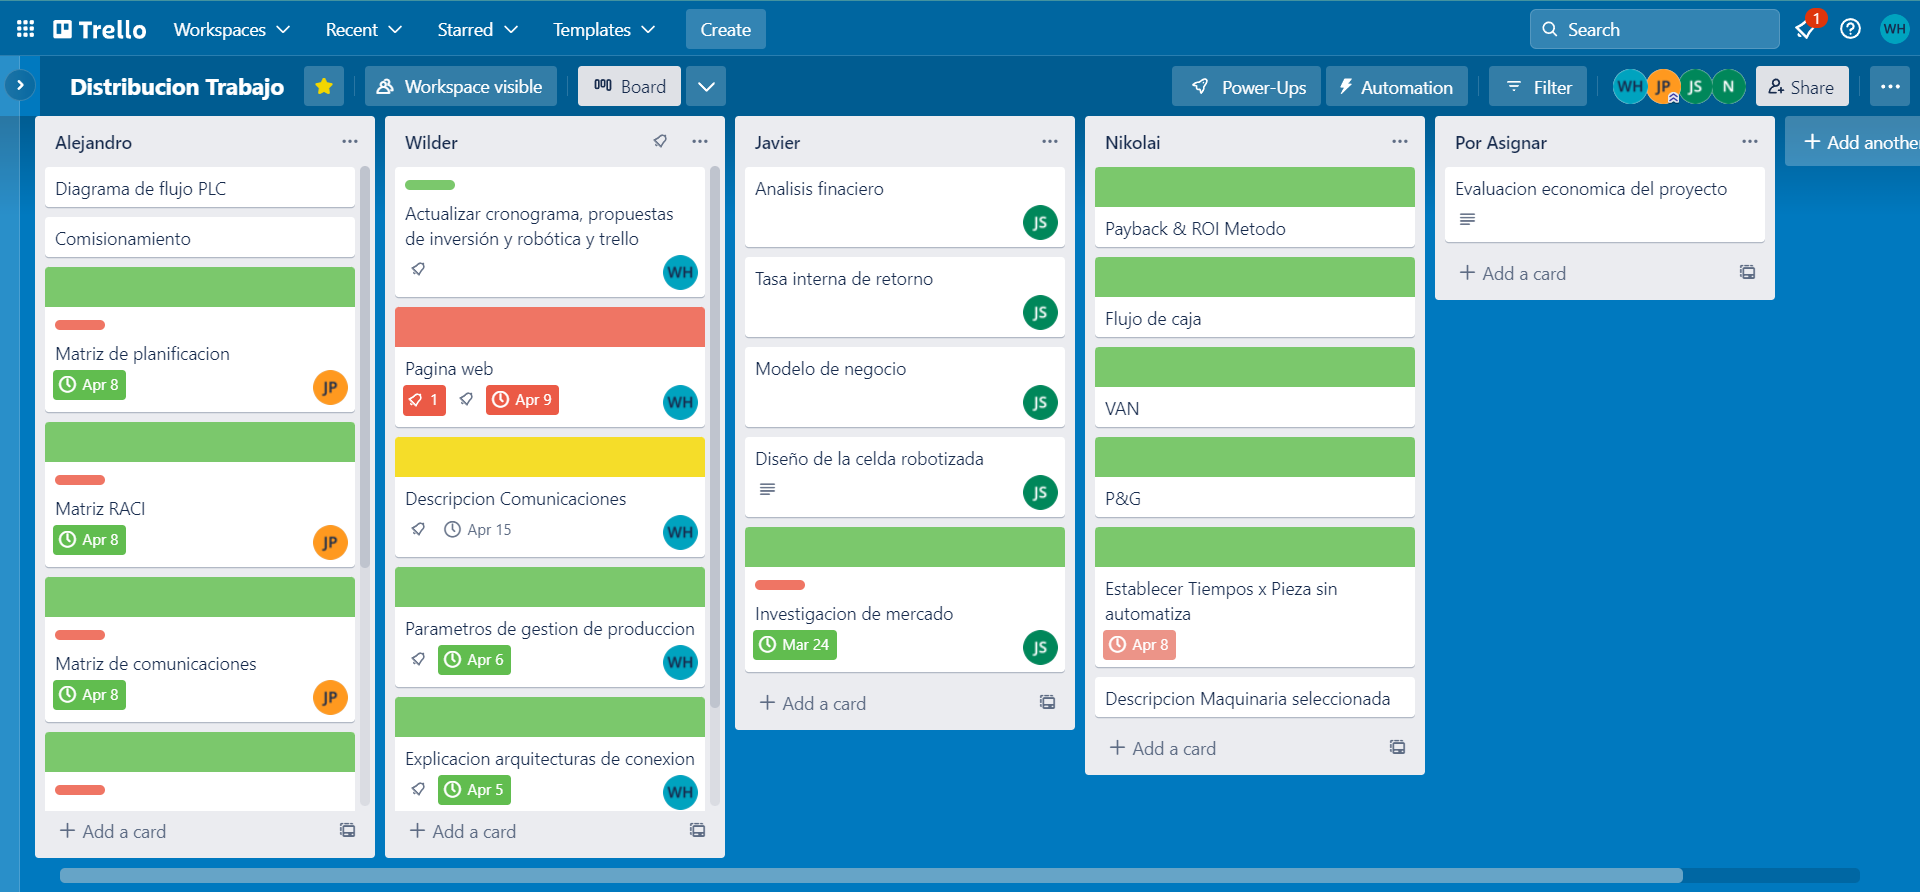 Trello
Workspaces
Recent
Starred
Templates
Create
Search
1
WH
Distribucion Trabajo
Workspace visible
Board
Power-Ups
Automation
Filter
WH
JP
JS
N
Share
Alejandro
Diagrama de flujo PLC
Comisionamiento
Matriz de planificacion
Apr 8
JP
Matriz RACI
Apr 8
JP
Matriz de comunicaciones
Apr 8
JP
+ Add a card
Wilder
Actualizar cronograma, propuestas
de inversión y robótica y trello
WH
Pagina web
1
Apr 9
WH
Descripcion Comunicaciones
Apr 15
WH
Parametros de gestion de produccion
Apr 6
WH
Explicacion arquitecturas de conexion
Apr 5
WH
+ Add a card
Javier
Analisis finaciero
JS
Tasa interna de retorno
JS
Modelo de negocio
JS
Diseño de la celda robotizada
JS
Investigacion de mercado
Mar 24
JS
+ Add a card
Nikolai
Payback & ROI Metodo
Flujo de caja
VAN
P&G
Establecer Tiempos x Pieza sin
automatiza
Apr 8
Descripcion Maquinaria seleccionada
+ Add a card
Por Asignar
Evaluacion economica del proyecto
+ Add a card
+ Add another